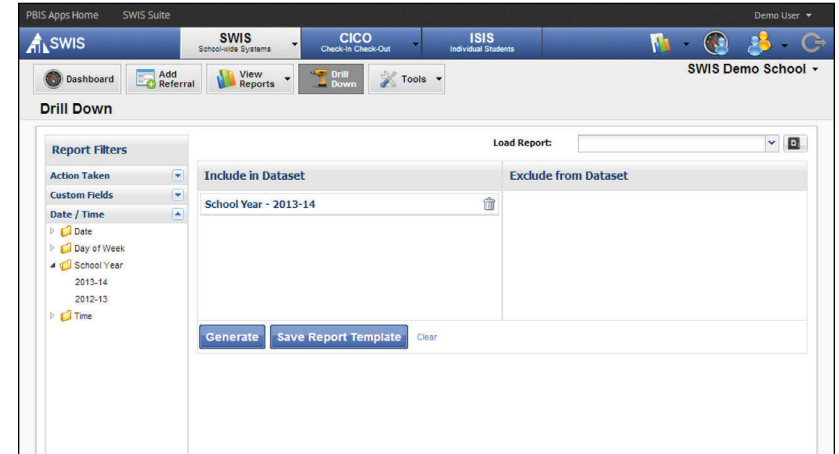 PBIS Apps Home SWIS Suite Demo User
SWIS SWIS CICO ISIS
School-wide Systems Check-In Check-Out Individual Students
Dashboard Add Referral View Reports Drill Down Tools SWIS Demo School
Drill Down
Report Filters Load Report:
Action Taken Include in Dataset Exclude from Dataset
Custom Fields
School Year - 2013-14
Date / Time
Date
Day of Week
School Year
2013-14
2012-13
Time
Generate Save Report Template Clear